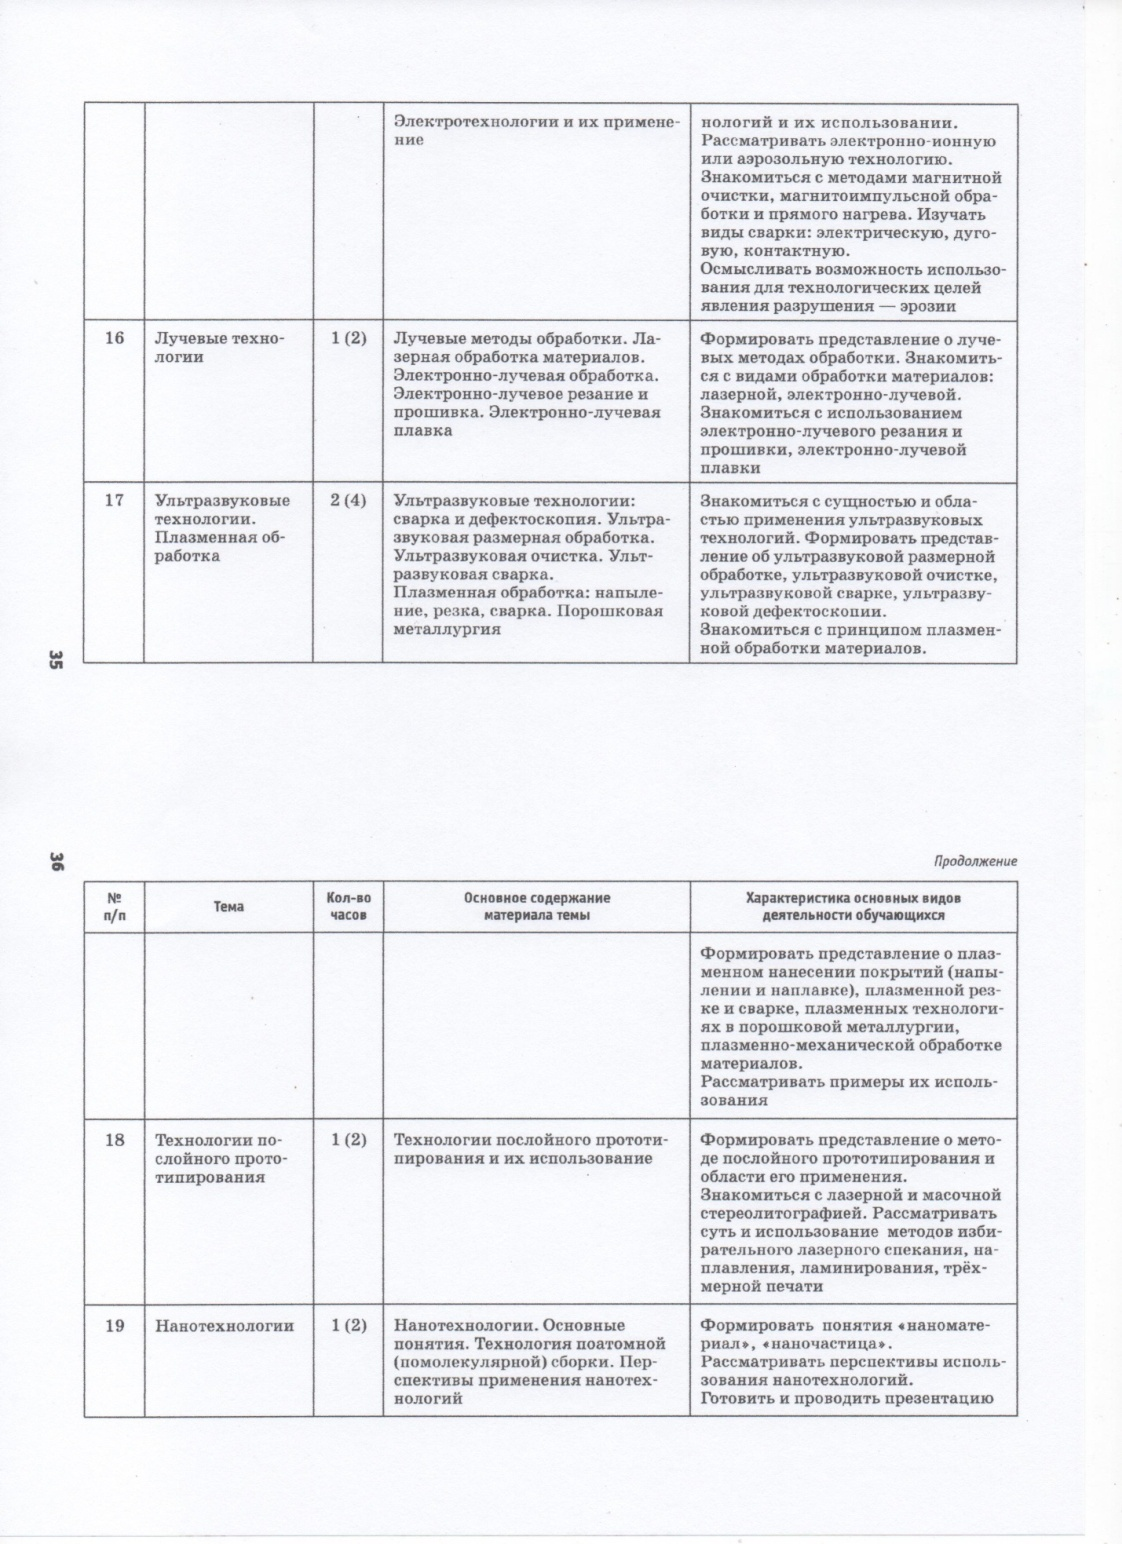 Электротехнологии и их примене-
ние
нологий и их использовании.
Рассматривать электронно-ионную
или аэрозольную технологию.
Знакомиться с методами магнитной
очистки, магнитоимпульсной обра-
ботки и прямого нагрева. Изучать
виды сварки: электрическую, дуго-
вую, контактную.
Осмысливать возможность использо-
вания для технологических целей
явления разрушения — эрозии
16
Лучевые техно-
логии
1 (2)
Лучевые методы обработки. Ла-
зерная обработка материалов.
Электронно-лучевая обработка.
Электронно-лучевое резание и
прошивка. Электронно-лучевая
плавка
Формировать представление о луче-
вых методах обработки. Знакомить-
ся с видами обработки материалов:
лазерной, электронно-лучевой.
Знакомиться с использованием
электронно-лучевого резания и
прошивки, электронно-лучевой
плавки
17
Ультразвуковые
технологии.
Плазменная об-
работка
2 (4)
Ультразвуковые технологии:
сварка и дефектоскопия. Ультра-
звуковая размерная обработка.
Ультразвуковая очистка.Ульт-
развуковая сварка.
Плазменная обработка: напыле-
ние, резка, сварка. Порошковая
металлургия
Знакомиться с сущностью и обла-
стью применения ультразвуковых
технологий. Формировать представ-
ление об ультразвуковой размерной
обработке, ультразвуковой очистке,
ультразвуковой сварке, ультразву-
ковой дефектоскопии.
Знакомиться с принципом плазмен-
ной обработки материалов.
35
36
Продолжение
№
п/п
Тема
Кол-во
часов
Основное содержание
материала темы
Характеристика основных видов
деятельности обучающихся
Формировать представление о плаз-
менном нанесении покрытий (напы-
лении и наплавке), плазменной рез-
ке и сварке, плазменных технологи-
ях в порошковой металлургии,
плазменно-механической обработке
материалов.
Рассматривать примеры их исполь-
зования
18
Технологии по-
слойного прото-
типирования
1 (2)
Технологии послойного прототи-
пирования и их использование
Формировать представление о мето-
де послойного прототипирования и
области его применения.
Знакомиться с лазерной и масочной
стереолитографией. Рассматривать
суть и использование методов изби-
рательного лазерного спекания, на-
плавления, ламинирования, трёх-
мерной печати
19
Нанотехнологии
1 (2)
Нанотехнологии. Основные
понятия. Технология поатомной
(помолекулярной) сборки. Пер-
спективы применения нанотех-
нологий
Формировать понятия «наномате-
риал», «наночастица».
Рассматривать перспективы исполь-
зования нанотехнологий.
Готовить и проводить презентацию